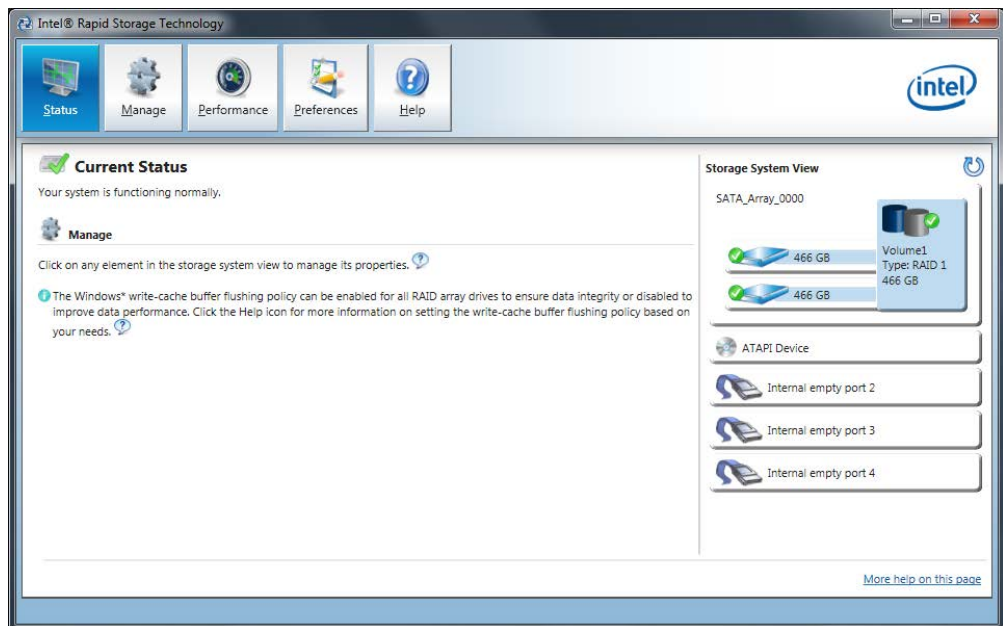 Intel® Rapid Storage Technology
Status
Manage
Performance
Preferences
Help
intel
Current Status
Your system is functioning normally.
Manage
Click on any element in the storage system view to manage its properties.
The Windows* write-cache buffer flushing policy can be enabled for all RAID array drives to ensure data integrity or disabled to
improve data performance. Click the Help icon for more information on setting the write-cache buffer flushing policy based on
your needs.
Storage System View
SATA_Array_0000
466 GB
466 GB
Volume1
Type: RAID 1
466 GB
ATAPI Device
Internal empty port 2
Internal empty port 3
Internal empty port 4
More help on this page